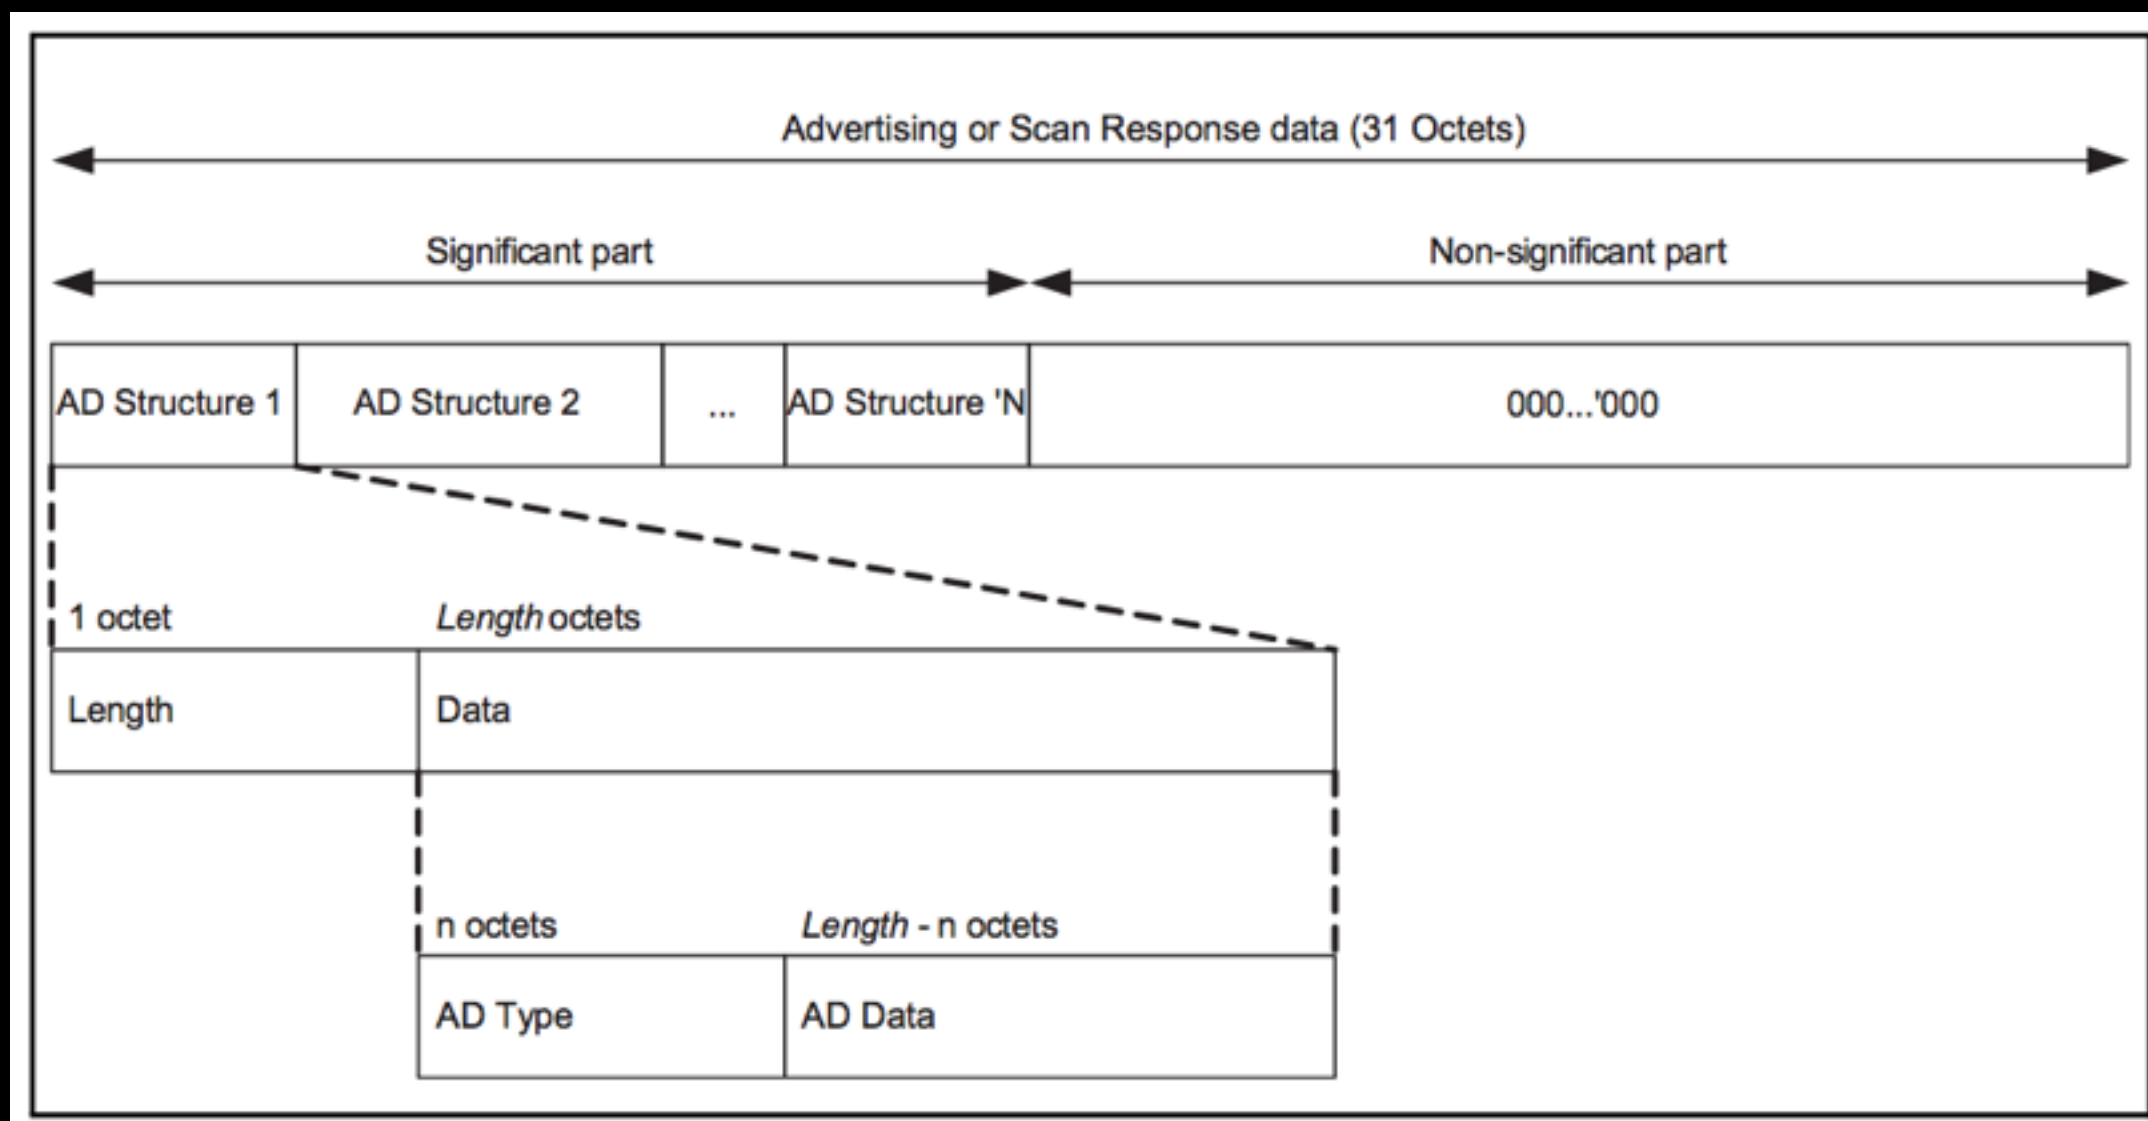 Advertising or Scan Response data (31 Octets)
Significant part
Non-significant part
AD Structure 1
AD Structure 2
...
AD Structure 'N
000...'000
1 octet
Length octets
Length
Data
n octets
Length - n octets
AD Type
AD Data